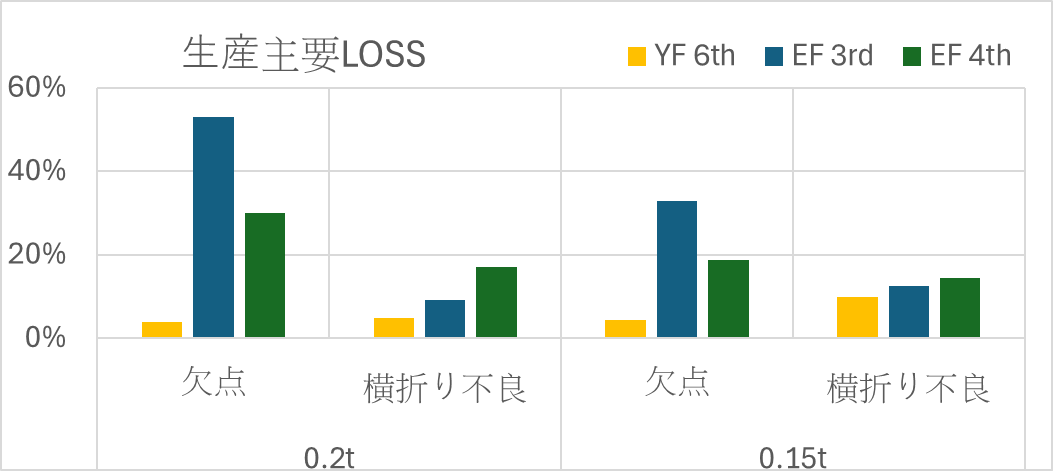 生産主要LOSS
YF 6th EF 3rd EF 4th
60%
40%
20%
0%
欠点 横折り不良 欠点 横折り不良
0.2t 0.15t